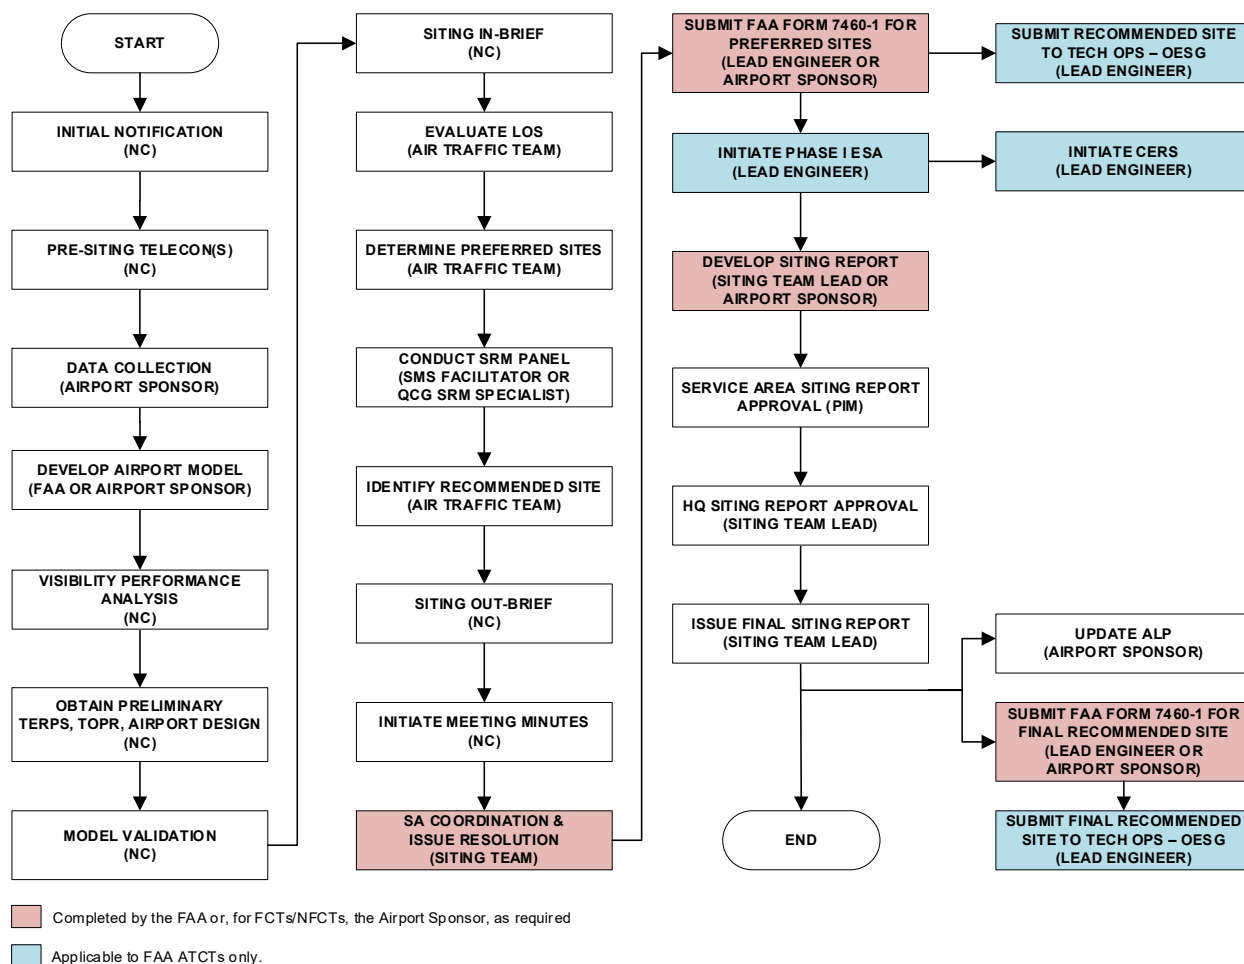 START
INITIAL NOTIFICATION
(NC)
PRE-SITING TELECON(S)
(NC)
DATA COLLECTION
(AIRPORT SPONSOR)
DEVELOP AIRPORT MODEL
(FAA OR AIRPORT SPONSOR)
VISIBILITY PERFORMANCE
ANALYSIS
(NC)
OBTAIN PRELIMINARY
TERPS, TOPR, AIRPORT DESIGN
(NC)
MODEL VALIDATION
(NC)
SITING IN-BRIEF
(NC)
EVALUATE LOS
(AIR TRAFFIC TEAM)
DETERMINE PREFERRED SITES
(AIR TRAFFIC TEAM)
CONDUCT SRM PANEL
(SMS FACILITATOR OR
QCG SRM SPECIALIST)
IDENTIFY RECOMMENDED SITE
(AIR TRAFFIC TEAM)
SITING OUT-BRIEF
(NC)
INITIATE MEETING MINUTES
(NC)
SA COORDINATION &
ISSUE RESOLUTION
(SITING TEAM)
SUBMIT FAA FORM 7460-1 FOR
PREFERRED SITES
(LEAD ENGINEER OR
AIRPORT SPONSOR)
SUBMIT RECOMMENDED SITE
TO TECH OPS – OESG
(LEAD ENGINEER)
INITIATE PHASE I ESA
(LEAD ENGINEER)
INITIATE CERS
(LEAD ENGINEER)
DEVELOP SITING REPORT
(SITING TEAM LEAD OR
AIRPORT SPONSOR)
SERVICE AREA SITING REPORT
APPROVAL (PIM)
HQ SITING REPORT APPROVAL
(SITING TEAM LEAD)
ISSUE FINAL SITING REPORT
(SITING TEAM LEAD)
UPDATE ALP
(AIRPORT SPONSOR)
SUBMIT FAA FORM 7460-1 FOR
FINAL RECOMMENDED SITE
(LEAD ENGINEER OR
AIRPORT SPONSOR)
SUBMIT FINAL RECOMMENDED
SITE TO TECH OPS – OESG
(LEAD ENGINEER)
END
Completed by the FAA or, for FCTs/NFCTs, the Airport Sponsor, as required
Applicable to FAA ATCTs only.